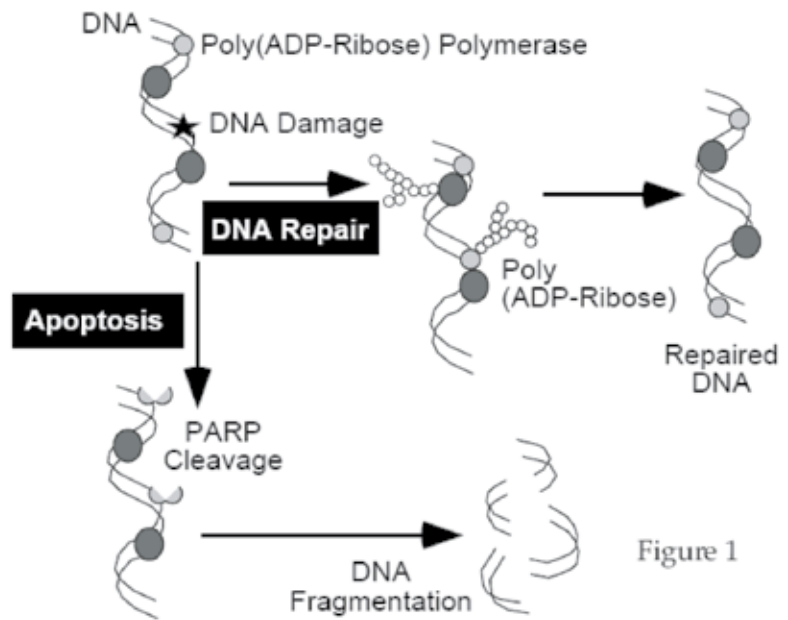 DNA
Poly(ADP-Ribose) Polymerase
DNA Damage
DNA Repair
Poly
(ADP-Ribose)
Repaired
DNA
Apoptosis
PARP
Cleavage
DNA
Fragmentation
Figure 1